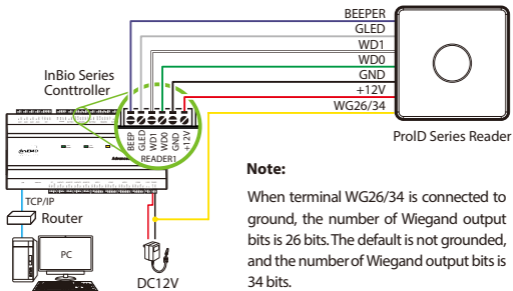 BEEPER
GLED
WD1
WD0
GND
+12V
WG26/34
InBio Series
Conttroller
BEEP
GLED
WD1
WD0
GND
+12V
READER1
ProID Series Reader
TCP/IP
Router
PC
DC12V
Note:
When terminal WG26/34 is connected to
ground, the number of Wiegand output
bits is 26 bits. The default is not grounded,
and the number of Wiegand output bits is
34 bits.